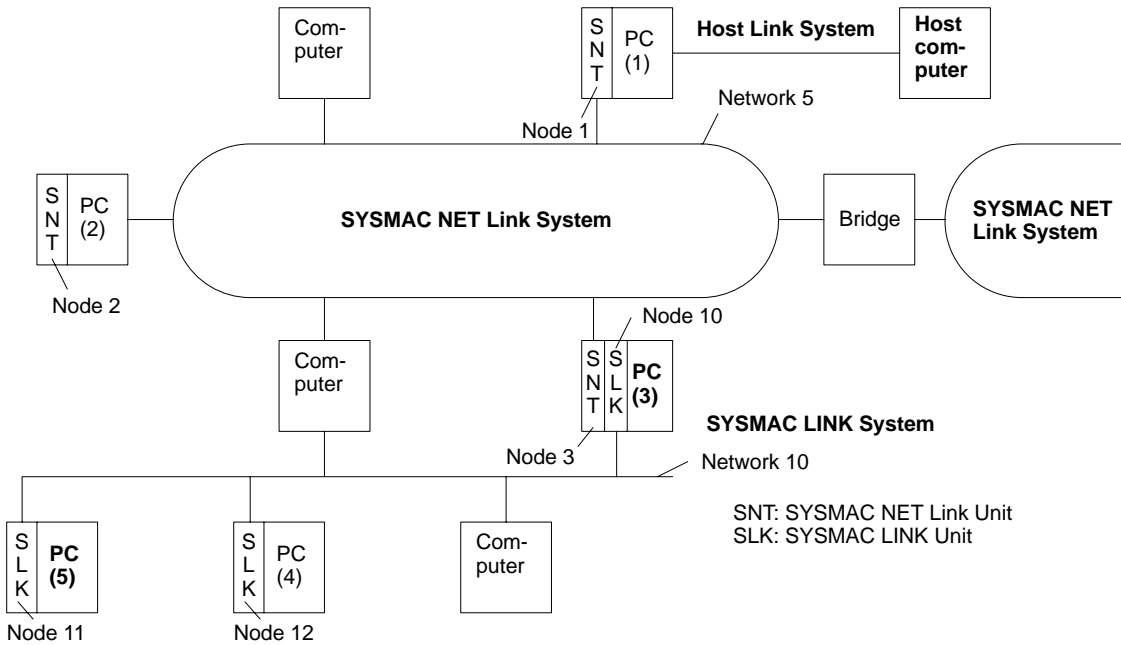 Com-
puter
S
N
T
PC
(1)
Host Link System
Host
com-
puter
Node 1
Network 5
S
N
T
PC
(2)
Node 2
SYSMAC NET Link System
Bridge
SYSMAC NET
Link System
Node 10
Com-
puter
S
N
T
S
L
K
PC
(3)
Node 3
SYSMAC LINK System
Network 10
S
L
K
PC
(5)
Node 11
S
L
K
PC
(4)
Node 12
Com-
puter
SNT: SYSMAC NET Link Unit
SLK: SYSMAC LINK Unit